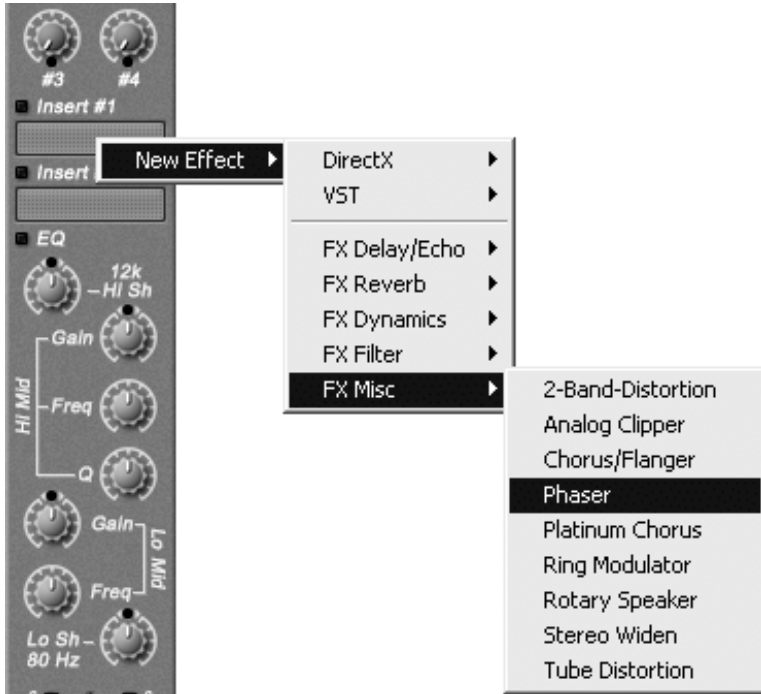 #3 #4
Insert #1
Insert
EQ
12k
Hi Sh
Gain
Freq
Hi Mid
Q
Gain
Lo Mid
Freq
Lo Sh
80 Hz
New Effect
DirectX
VST
FX Delay/Echo
FX Reverb
FX Dynamics
FX Filter
FX Misc
2-Band-Distortion
Analog Clipper
Chorus/Flanger
Phaser
Platinum Chorus
Ring Modulator
Rotary Speaker
Stereo Widen
Tube Distortion